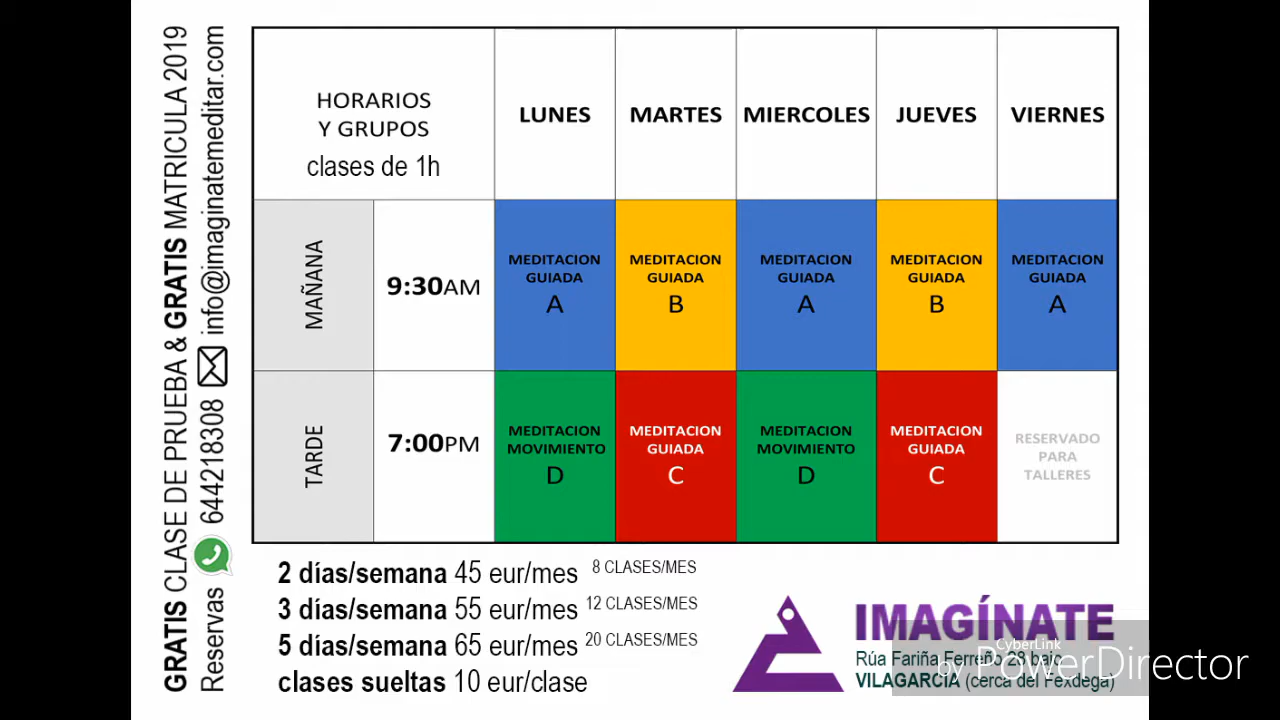 GRATIS CLASE DE PRUEBA & GRATIS MATRICULA 2019
Reservas 644218308 info@imaginatemeditar.com
HORARIOS
Y GRUPOS
clases de 1h
LUNES
MARTES
MIERCOLES
JUEVES
VIERNES
MAÑANA
9:30AM
MEDITACION
GUIADA
A
MEDITACION
GUIADA
B
MEDITACION
GUIADA
A
MEDITACION
GUIADA
B
MEDITACION
GUIADA
A
TARDE
7:00PM
MEDITACION
MOVIMIENTO
D
MEDITACION
GUIADA
C
MEDITACION
MOVIMIENTO
D
MEDITACION
GUIADA
C
RESERVADO
PARA
TALLERES
2 días/semana 45 eur/mes 8 CLASES/MES
3 días/semana 55 eur/mes 12 CLASES/MES
5 días/semana 65 eur/mes 20 CLASES/MES
clases sueltas 10 eur/clase
IMAGÍNATE
Rúa Fariña Ferreño 28 bajo
VILAGARCIA (cerca del Fexdega)
CyberLink
by PowerDirector